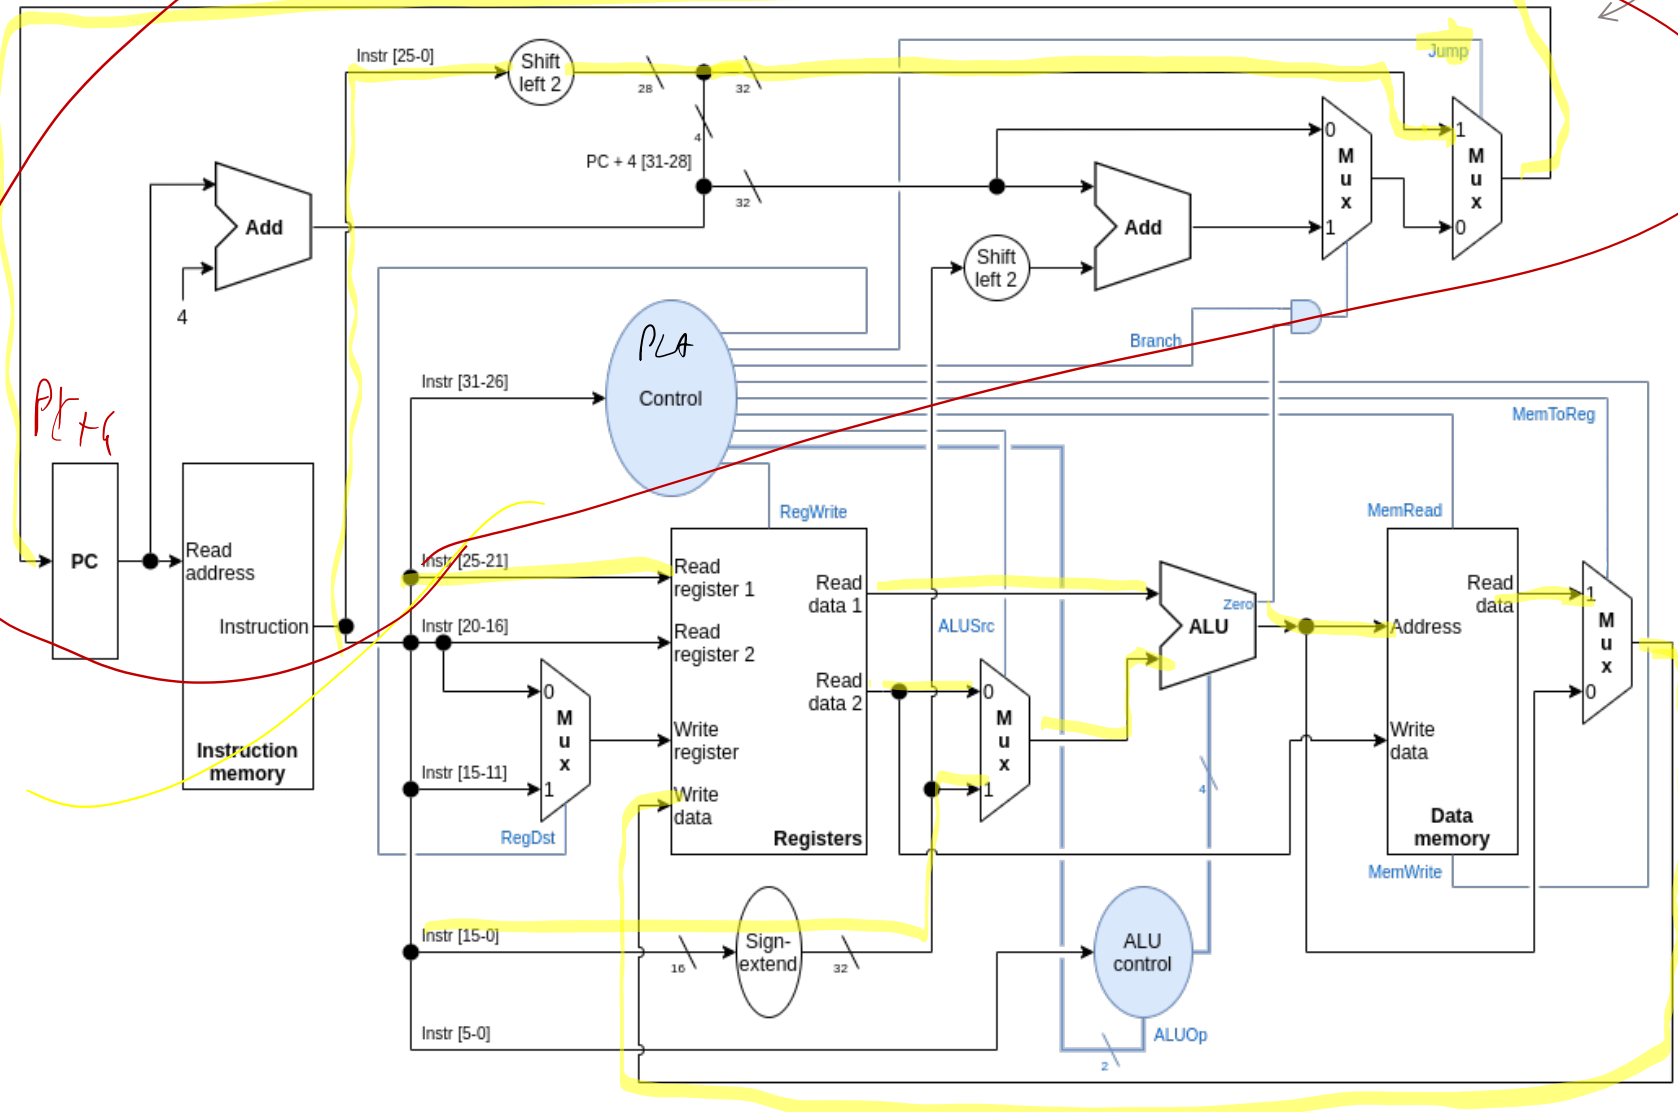 Instr [25-0]
Shift
left 2
28
32
Jump
4
PC + 4 [31-28]
32
0
M
u
x
1
1
M
u
x
0
Add
4
Add
Shift
left 2
PLA
Control
Branch
Instr [31-26]
MemToReg
PC+4
RegWrite
MemRead
PC
Read
address
Instruction
Instruction
memory
Instr [25-21]
Instr [20-16]
Instr [15-11]
0
M
u
x
1
RegDst
Read
register 1
Read
register 2
Write
register
Write
data
Read
data 1
Read
data 2
Registers
ALUSrc
0
M
u
x
1
Zero
ALU
4
Address
Read
data
Write
data
Data
memory
MemWrite
1
M
u
x
0
Instr [15-0]
16
Sign-
extend
32
ALU
control
Instr [5-0]
ALUOp
2